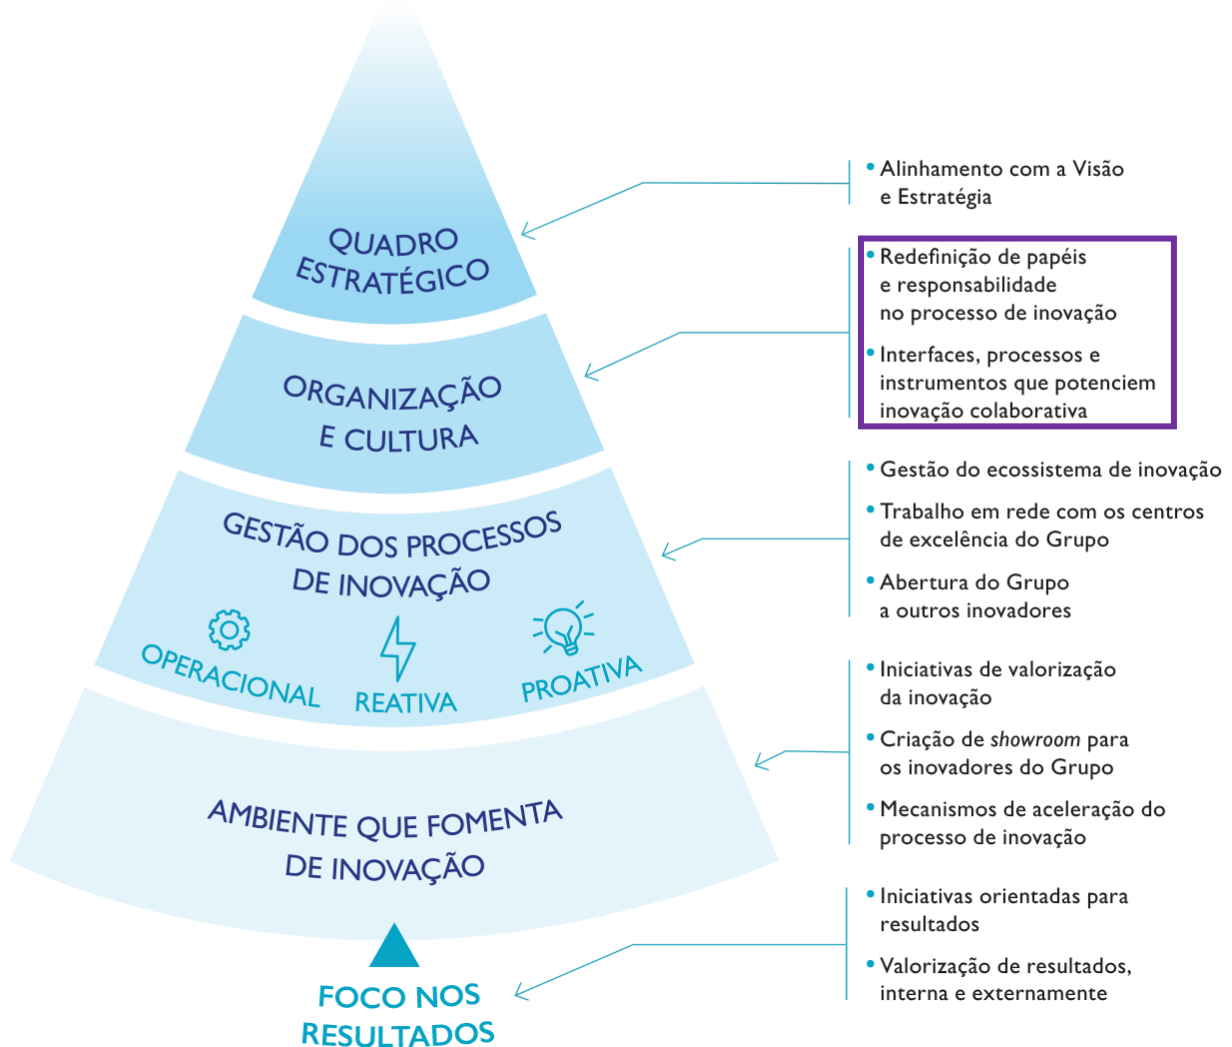 QUADRO
ESTRATÉGICO
• Alinhamento com a Visão
e Estratégia
ORGANIZAÇÃO
E CULTURA
• Redefinição de papéis
e responsabilidade
no processo de inovação
• Interfaces, processos e
instrumentos que potenciem
inovação colaborativa
GESTÃO DOS PROCESSOS
DE INOVAÇÃO
OPERACIONAL
REATIVA
PROATIVA
• Gestão do ecossistema de inovação
• Trabalho em rede com os centros
de excelência do Grupo
• Abertura do Grupo
a outros inovadores
AMBIENTE QUE FOMENTA
DE INOVAÇÃO
• Iniciativas de valorização
da inovação
• Criação de showroom para
os inovadores do Grupo
• Mecanismos de aceleração do
processo de inovação
FOCO NOS
RESULTADOS
• Iniciativas orientadas para
resultados
• Valorização de resultados,
interna e externamente